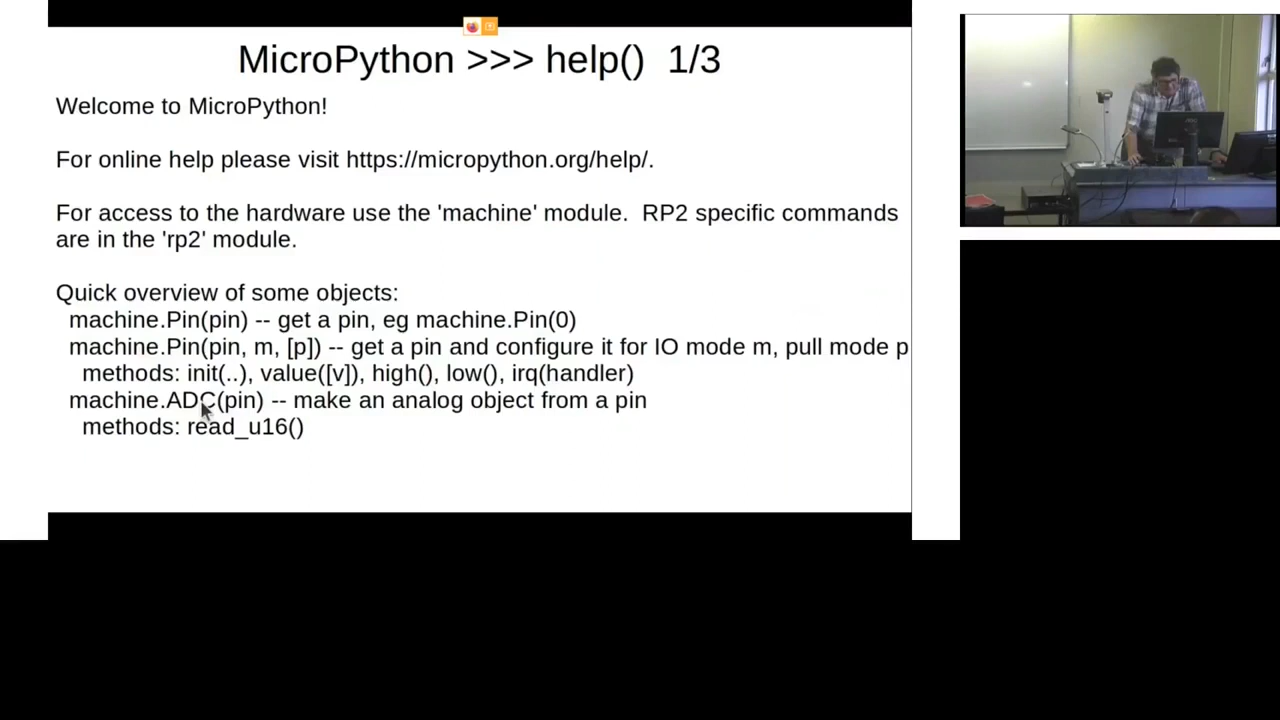 MicroPython >>> help()  1/3
Welcome to MicroPython!
For online help please visit https://micropython.org/help/.
For access to the hardware use the 'machine' module.  RP2 specific commands
are in the 'rp2' module.
Quick overview of some objects:
machine.Pin(pin) -- get a pin, eg machine.Pin(0)
machine.Pin(pin, m, [p]) -- get a pin and configure it for IO mode m, pull mode p
methods: init(..), value([v]), high(), low(), irq(handler)
machine.ADC(pin) -- make an analog object from a pin
methods: read_u16()